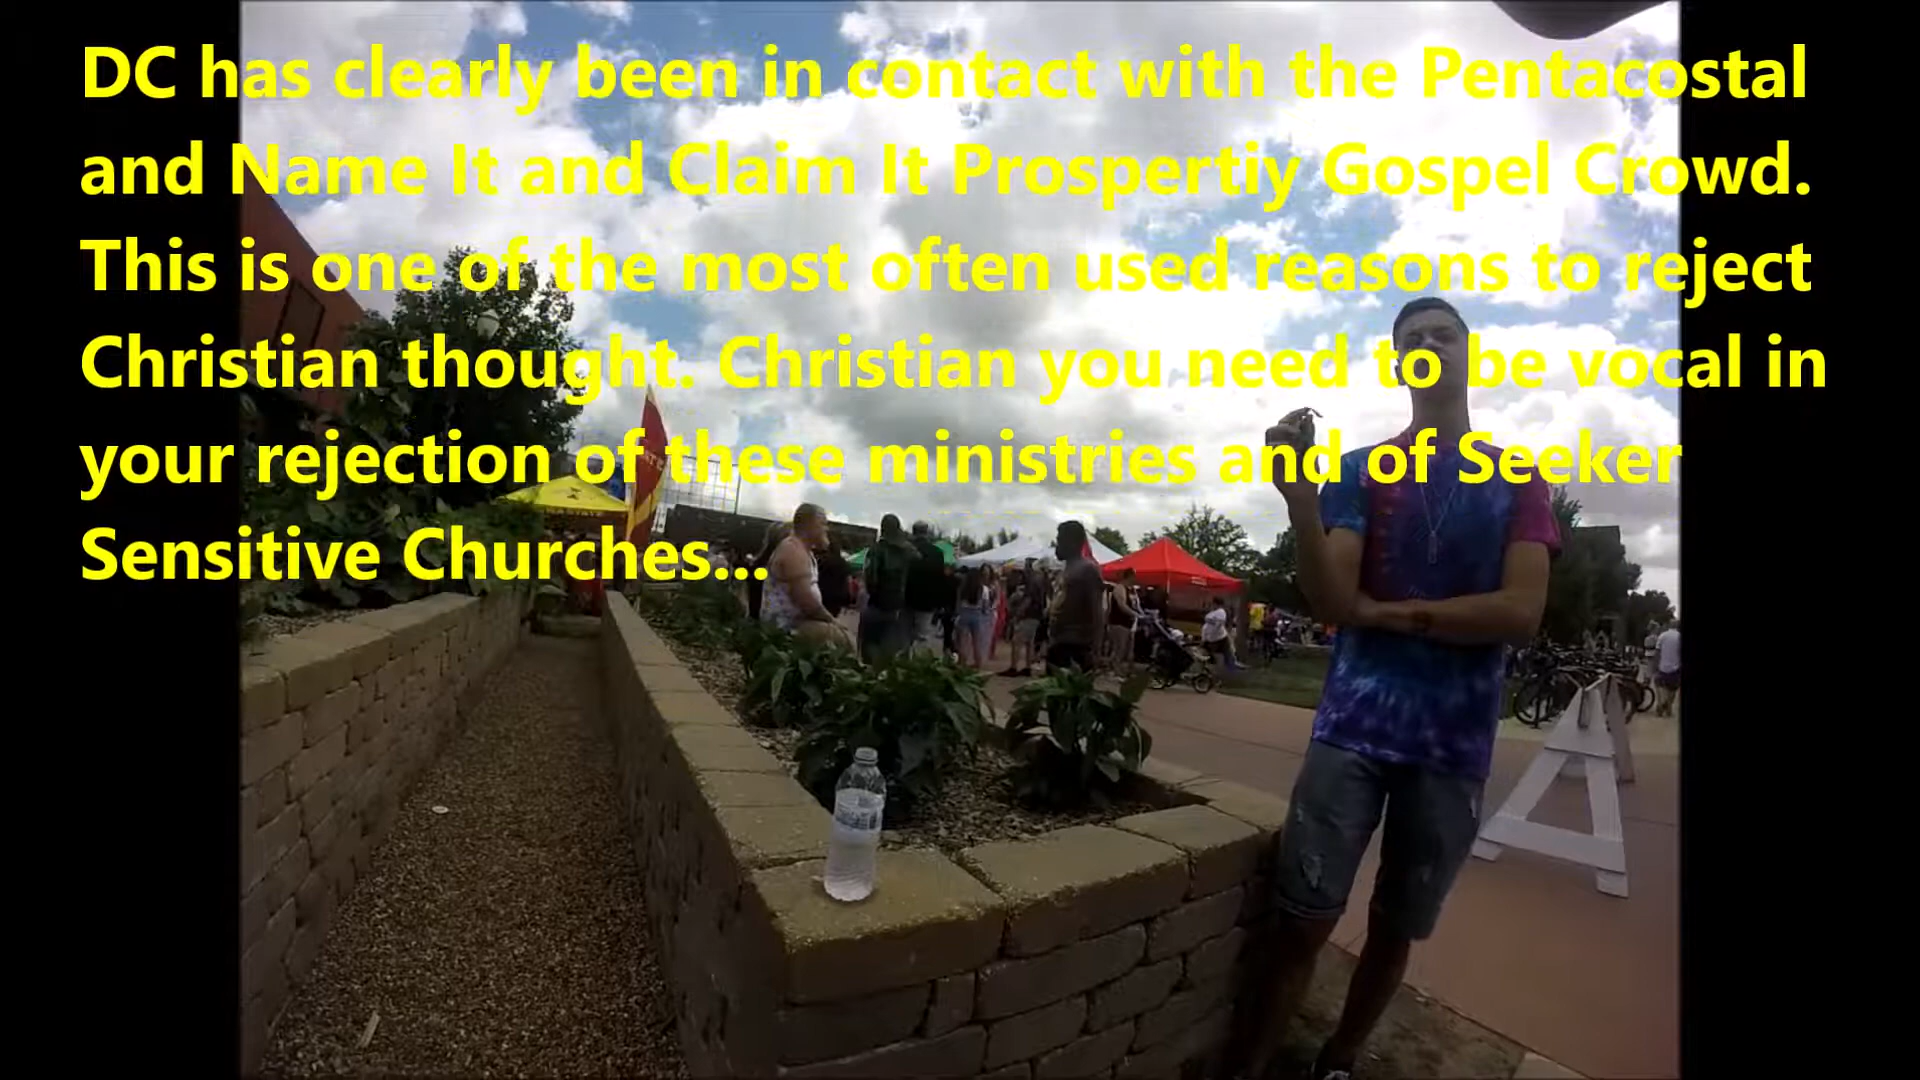 DC has clearly been in contact with the Pentacostal
and Name It and Claim It Prospertiy Gospel Crowd.
This is one of the most often used reasons to reject
Christian thought. Christian you need to be vocal in
your rejection of these ministries and of Seeker
Sensitive Churches...